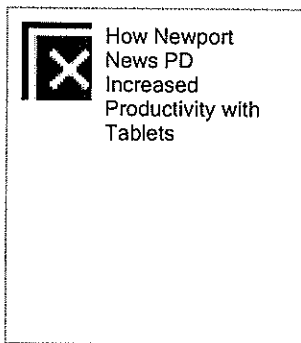 How Newport
News PD
Increased
Productivity with
Tablets